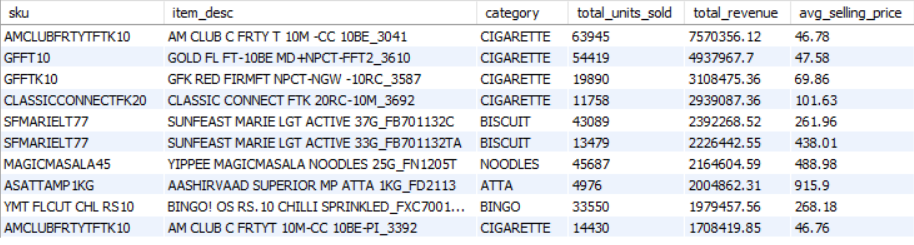 sku item_desc category total_units_sold total_revenue avg_selling_price
AMCLUBFRTYTFTK10 AM CLUB C FRTY T 10M -CC 10BE_3041 CIGARETTE 63945 7570356.12 46.78
GFFT10 GOLD FL FT-10BE MD+NPCT-FFT2_3610 CIGARETTE 54419 4937967.7 47.58
GFFTK10 GFK RED FIRMFT NPCT-NGW -10RC_3587 CIGARETTE 19890 3108475.36 69.86
CLASSICCONNECTFK20 CLASSIC CONNECT FTK 20RC-10M_3692 CIGARETTE 11758 2939087.36 101.63
SFMARIELT77 SUNFEAST MARIE LGT ACTIVE 37G_FB701132C BISCUIT 43089 2392268.52 261.96
SFMARIELT77 SUNFEAST MARIE LGT ACTIVE 33G_FB701132TA BISCUIT 13479 2226442.55 438.01
MAGICMASALA45 YIPPEE MAGICMASALA NOODLES 25G_FN1205T NOODLES 45687 2164604.59 488.98
ASATTAMP1KG AASHIRVAAD SUPERIOR MP ATTA 1KG_FD2113 ATTA 4976 2004862.31 915.9
YMT FLCUT CHL RS10 BINGO! OS RS.10 CHILLI SPRINKLED_FXC7001... BINGO 33550 1979457.56 268.18
AMCLUBFRTYTFTK10 AM CLUB C FRTYT 10M-CC 10BE-PI_3392 CIGARETTE 14430 1708419.85 46.76